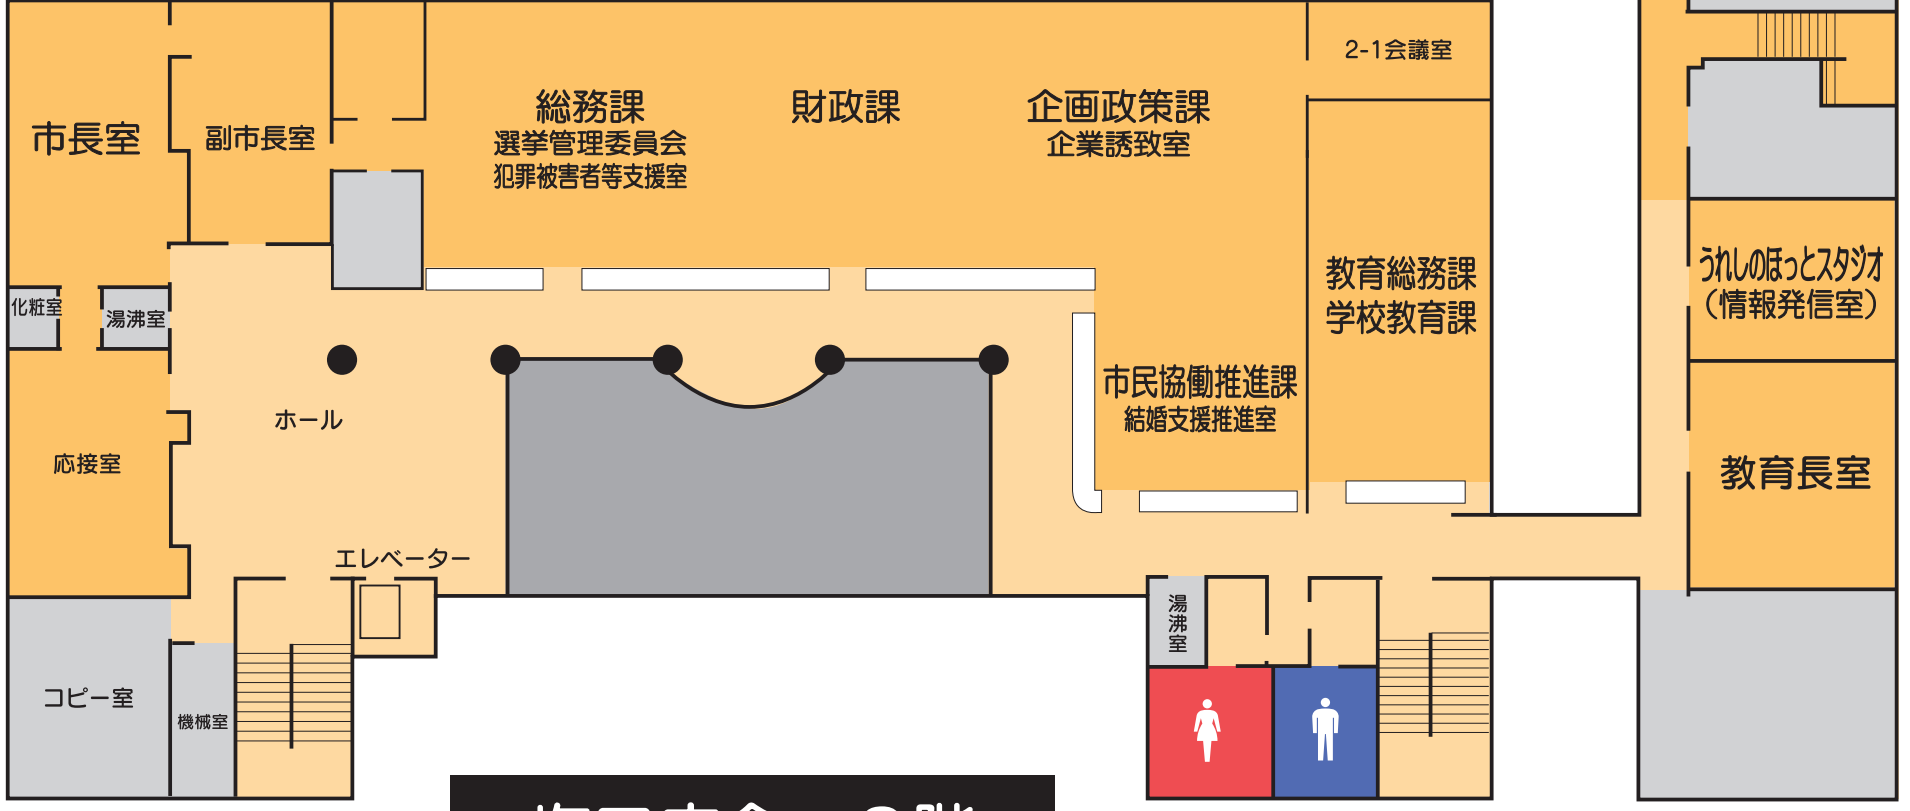 市長室
副市長室
総務課
選挙管理委員会
犯罪被害者等支援室
財政課
企画政策課
企業誘致室
2-1会議室
教育総務課
学校教育課
うれしのほっとスタジオ
（情報発信室）
化粧室
湯沸室
市民協働推進課
結婚支援推進室
ホール
応接室
教育長室
エレベーター
湯沸室
コピー室
機械室